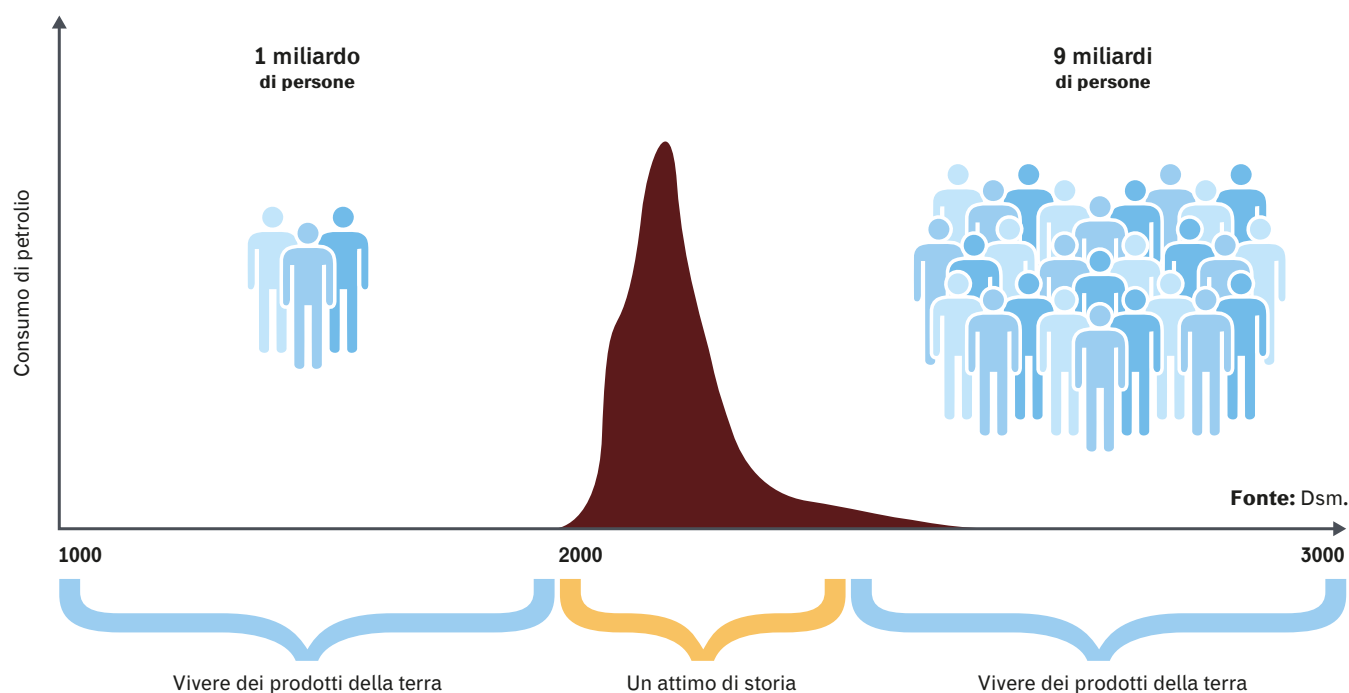 1 miliardo
di persone
9 miliardi
di persone
Consumo di petrolio
Fonte: Dsm.
1000
2000
3000
Vivere dei prodotti della terra
Un attimo di storia
Vivere dei prodotti della terra